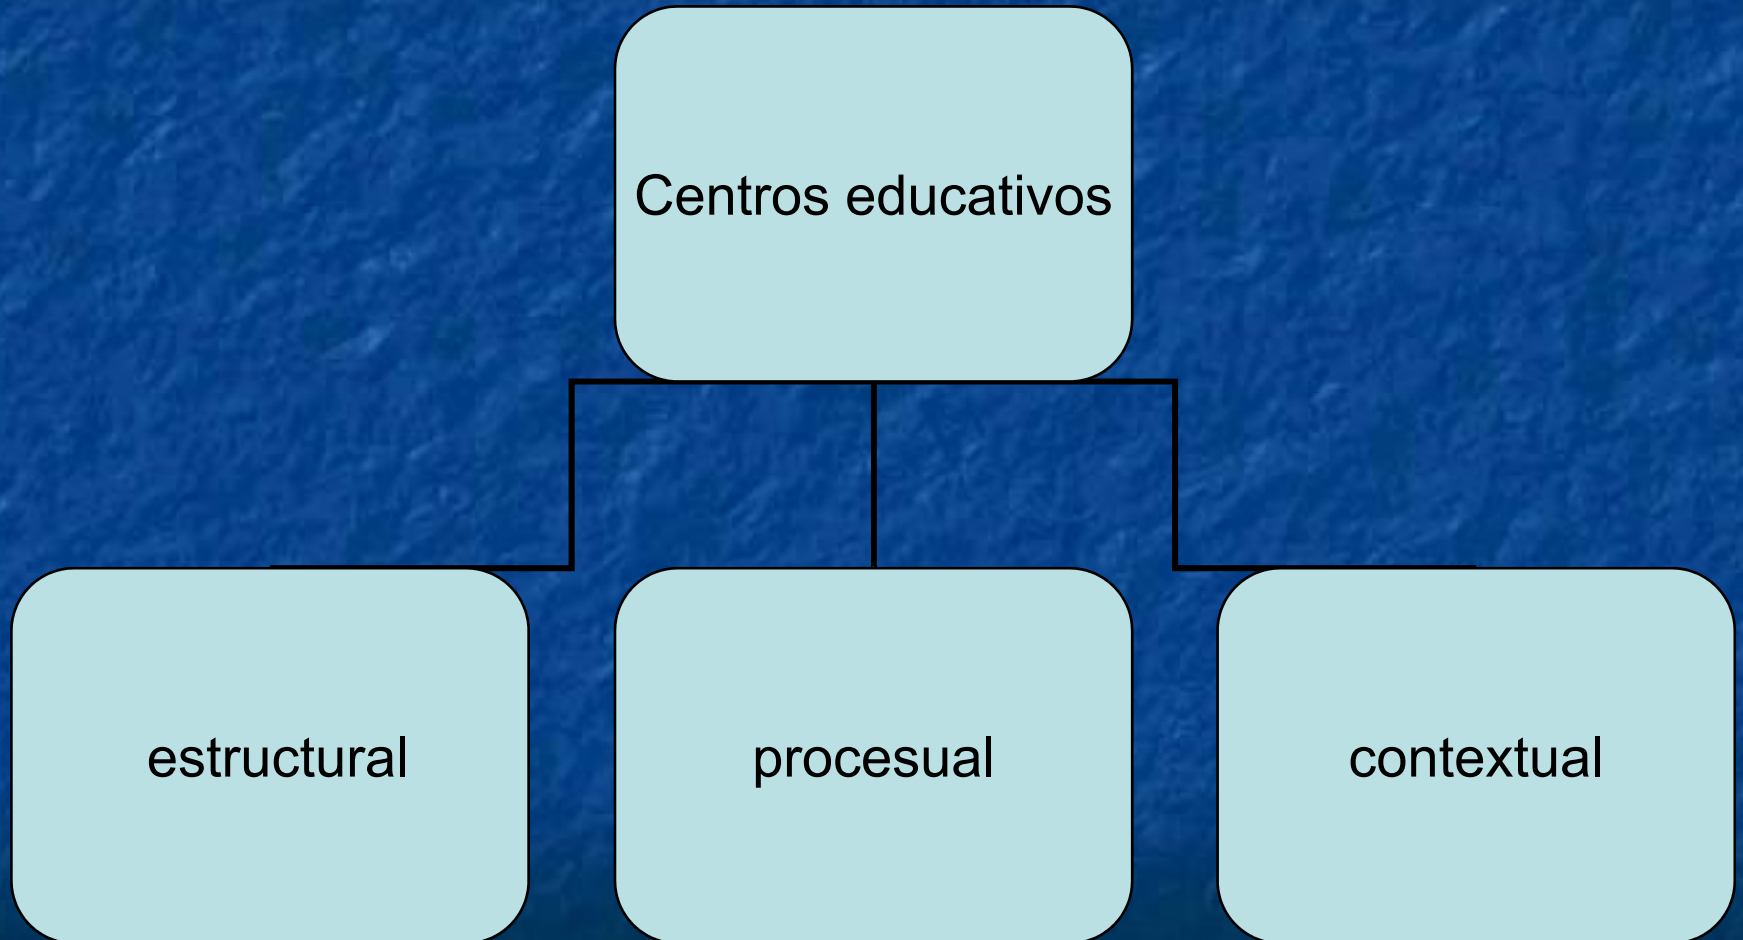 Centros educativos
estructural
procesual
contextual